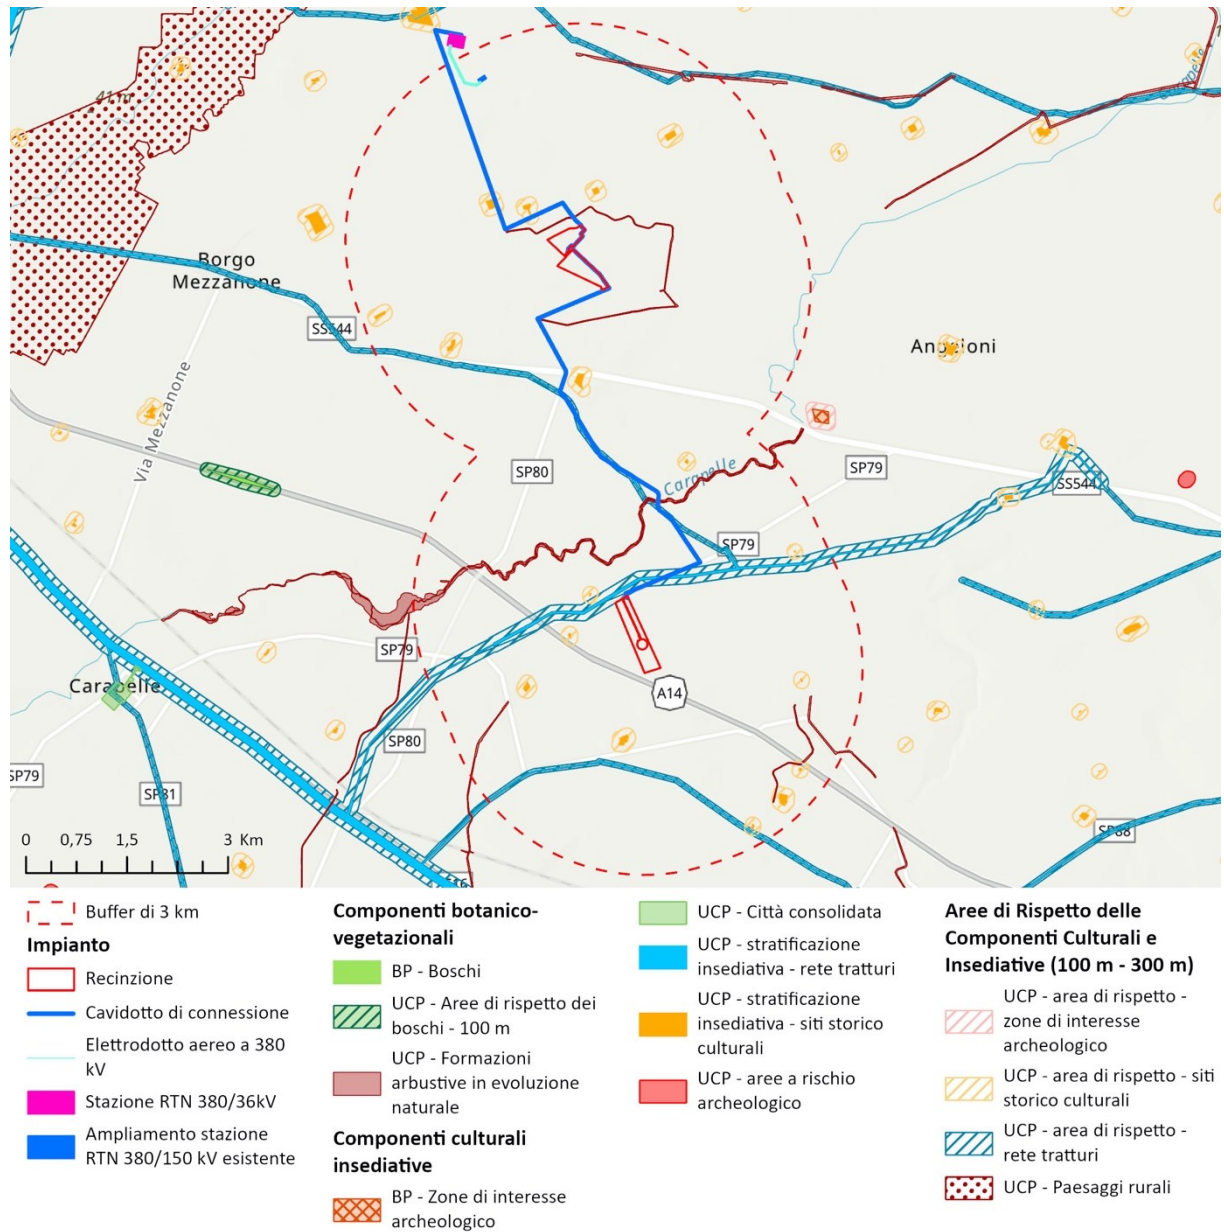 41 m
Borgo
Mezzanone
SS544
Angeloni
Via Mezzanone
SP80
Carapelle
SP79
SS544
SP79
SP79
Carapelle
A14
SP80
SP79
SP81
SP88
0 0,75 1,5 3 Km
Buffer di 3 km
Impianto
Recinzione
Cavidotto di connessione
Elettrodotto aereo a 380
kV
Stazione RTN 380/36kV
Ampliamento stazione
RTN 380/150 kV esistente
Componenti botanico-
vegetazionali
BP - Boschi
UCP - Aree di rispetto dei
boschi - 100 m
UCP - Formazioni
arbustive in evoluzione
naturale
Componenti culturali
insediative
BP - Zone di interesse
archeologico
UCP - Città consolidata
UCP - stratificazione
insediativa - rete tratturi
UCP - stratificazione
insediativa - siti storico
culturali
UCP - aree a rischio
archeologico
Aree di Rispetto delle
Componenti Culturali e
Insediative (100 m - 300 m)
UCP - area di rispetto -
zone di interesse
archeologico
UCP - area di rispetto - siti
storico culturali
UCP - area di rispetto -
rete tratturi
UCP - Paesaggi rurali